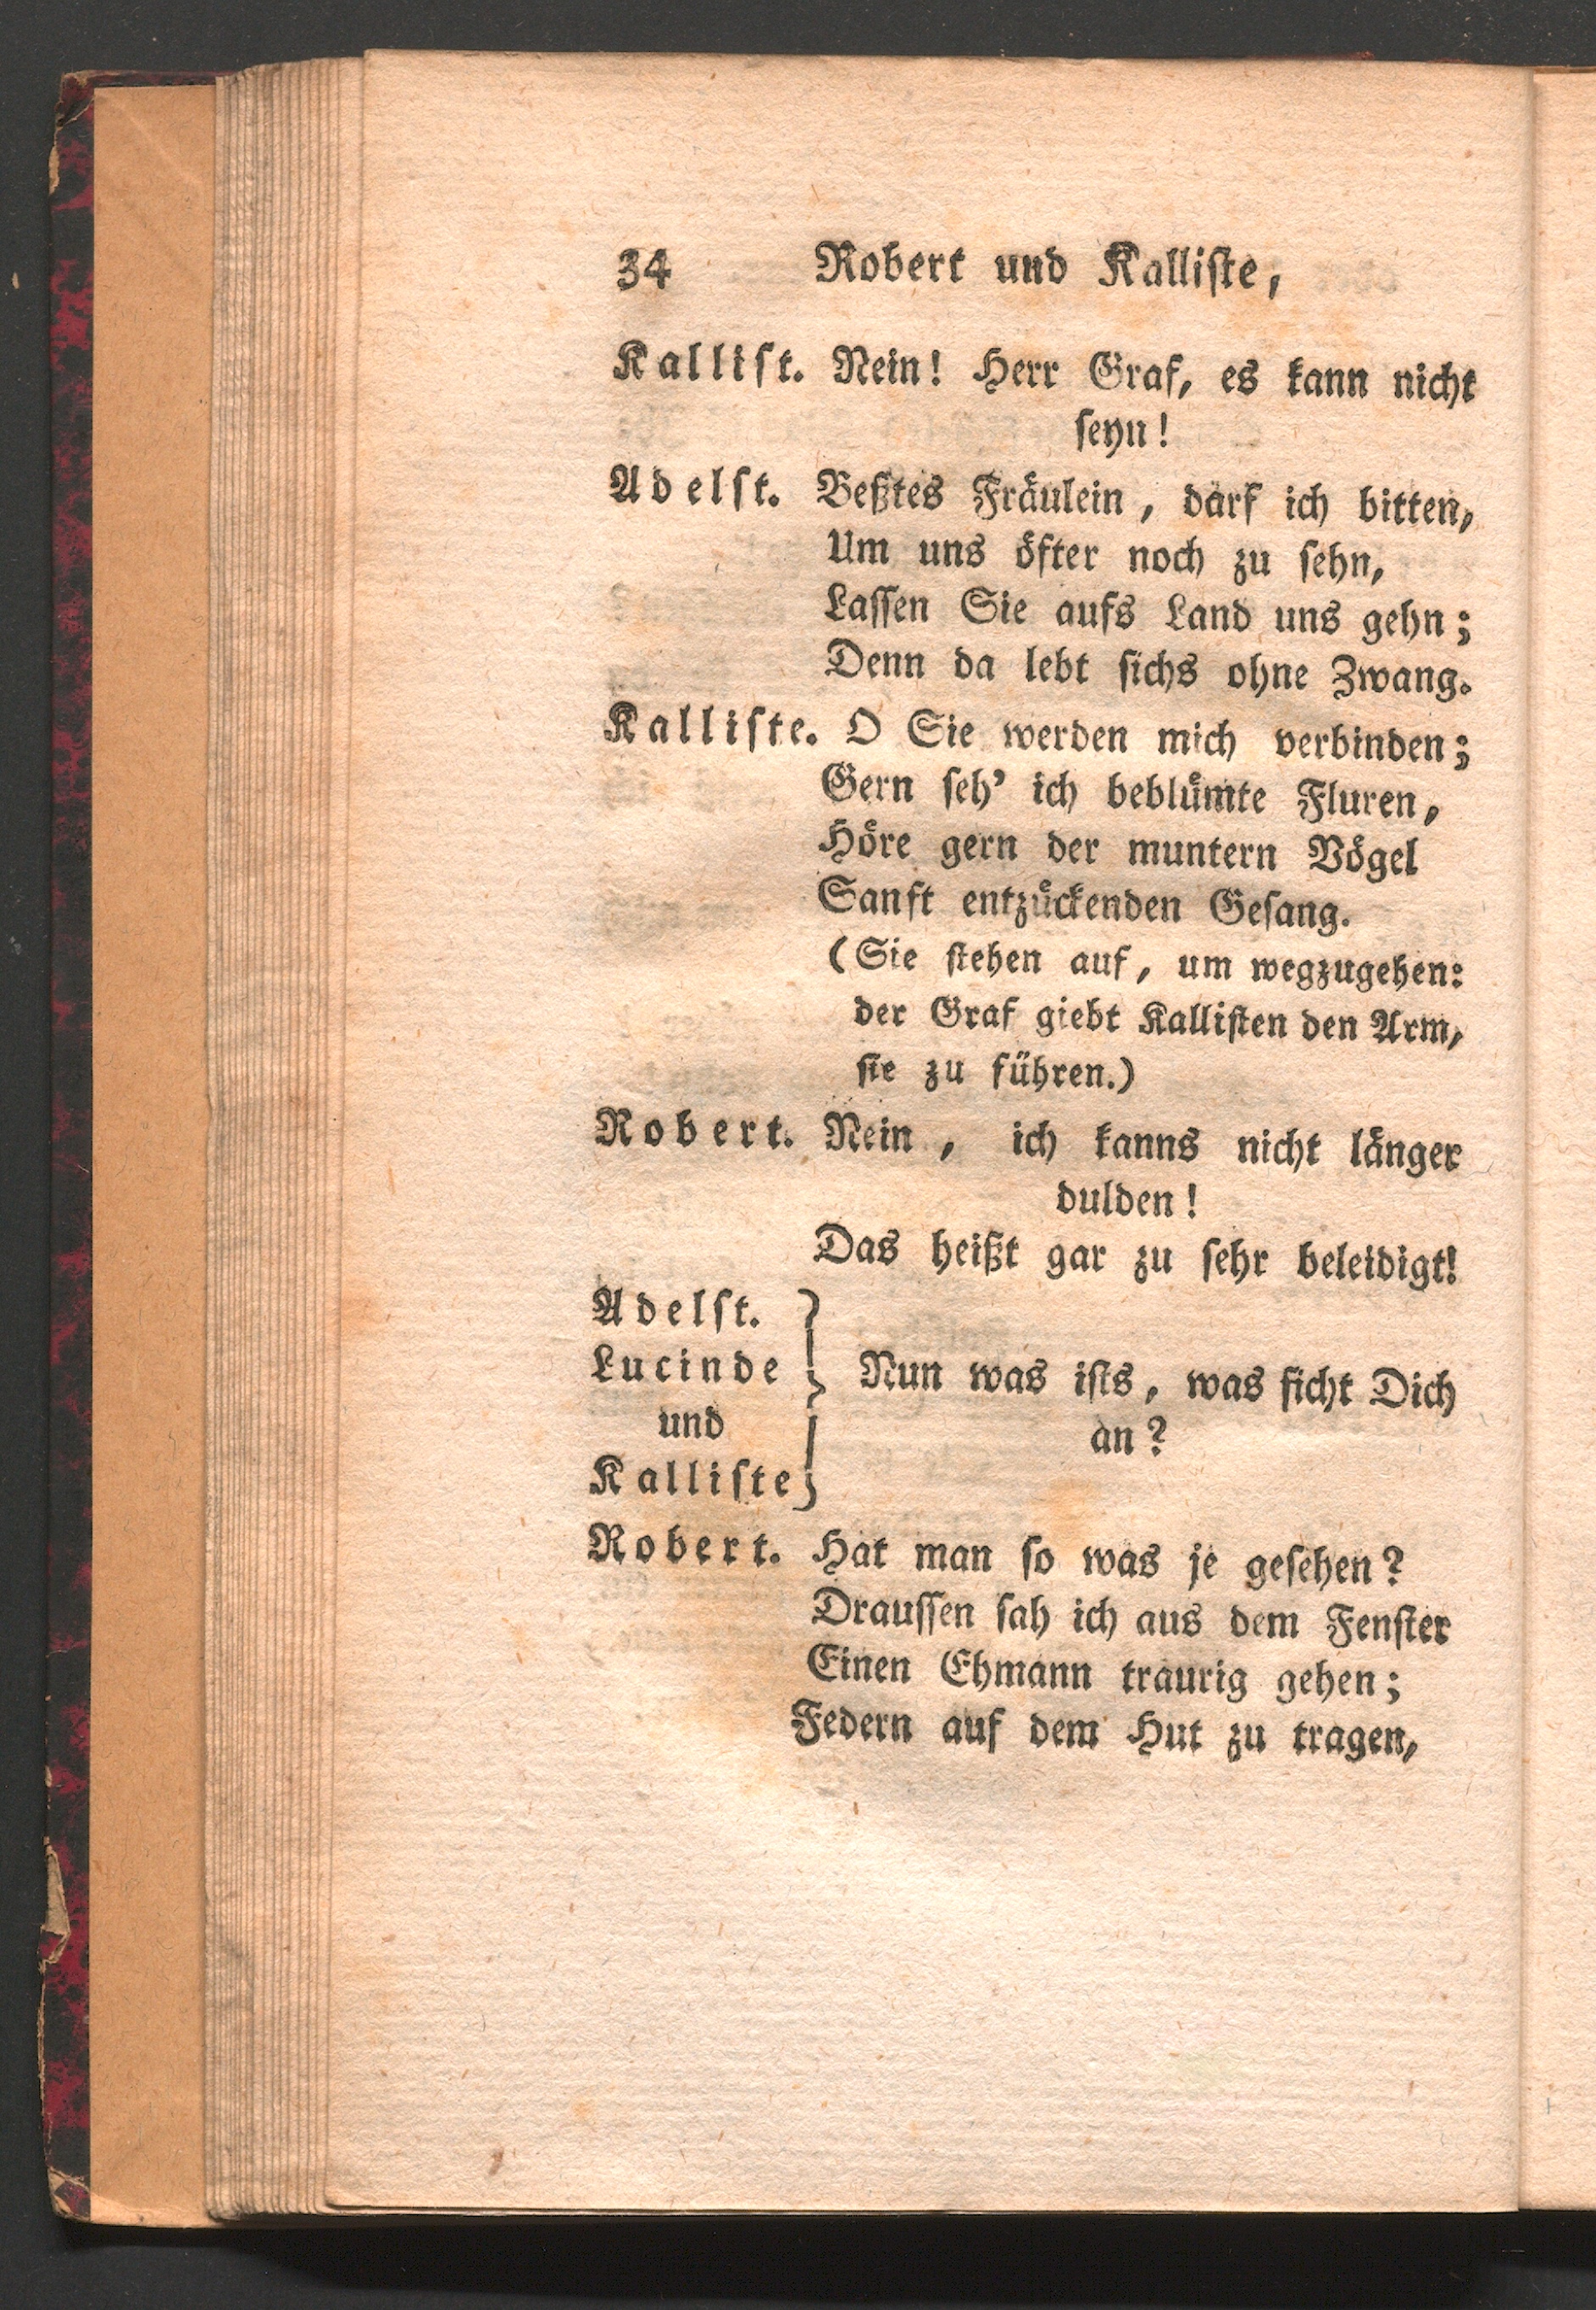 34 Robert und Kalliſte,
Kalliſt. Nein! Herr Graf, es kann nicht
ſeyn!
Adelſt. Beßtes Fräulein, darf ich bitten,
Um uns öfter noch zu ſehn,
Laſſen Sie aufs Land uns gehn;
Denn da lebt ſichs ohne Zwang.
Kalliſte. O Sie werden mich verbinden;
Gern ſeh' ich beblümte Fluren,
Höre gern der muntern Vögel
Sanft entzückenden Geſang.
(Sie ſtehen auf, um wegzugehen:
der Graf giebt Kalliſten den Arm,
ſie zu führen.)
Robert. Nein, ich kanns nicht länger
dulden!
Das heißt gar zu ſehr beleidigt!
Adelſt.
Lucinde } Nun was iſts, was ficht Dich
und an?
Kalliſte
Robert. Hat man ſo was je geſehen?
Drauſſen ſah ich aus dem Fenſter
Einen Ehmann traurig gehen;
Federn auf dem Hut zu tragen,